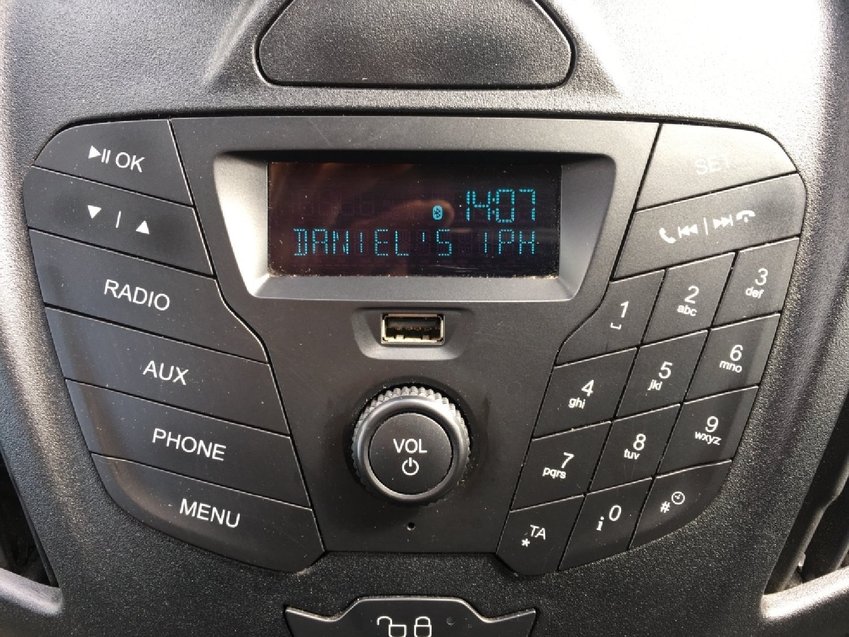 OK
14:07
DANIEL'S IPH
SET
RADIO
AUX
PHONE
MENU
VOL
1
2
abc
3
def
4
ghi
5
jkl
6
mno
7
pqrs
8
tuv
9
wxyz
* TA
i 0
#